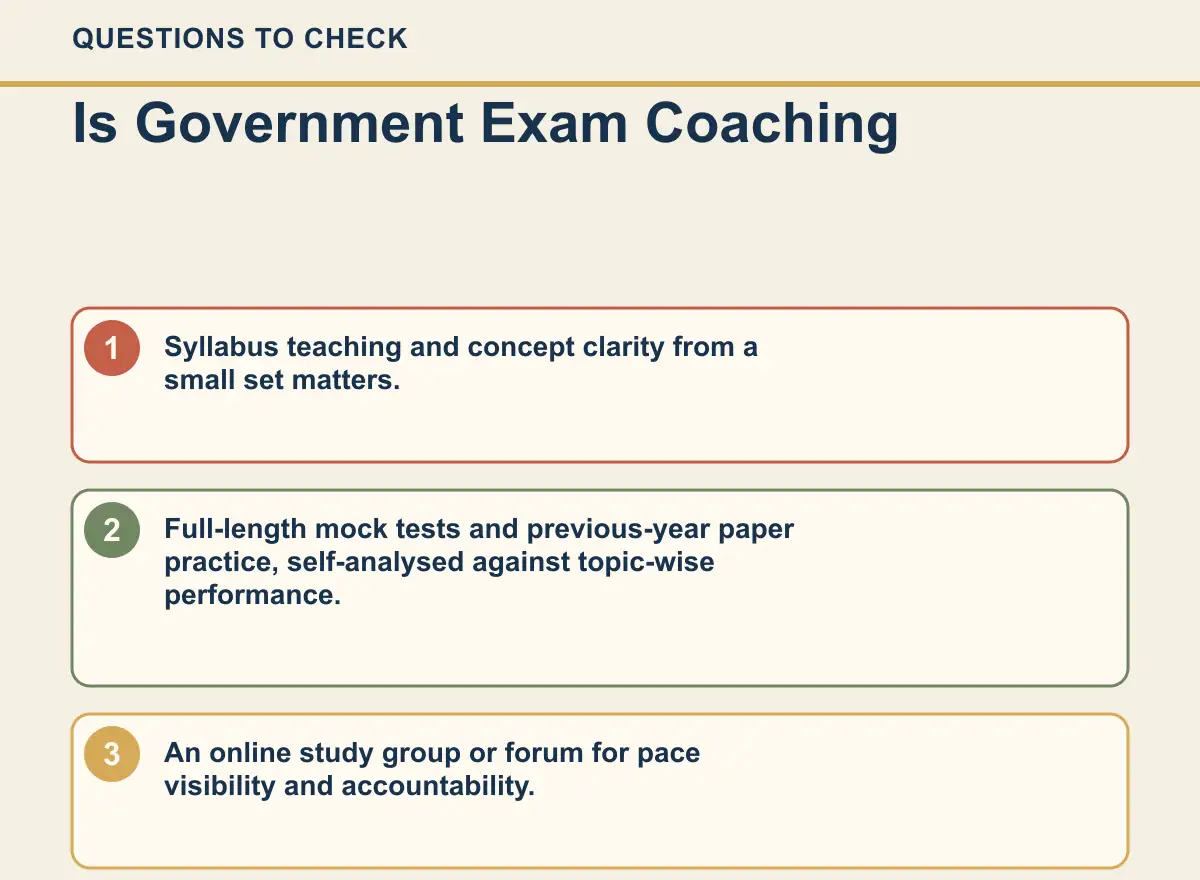 QUESTIONS TO CHECK
Is Government Exam Coaching
1
Syllabus teaching and concept clarity from a
small set matters.
2
Full-length mock tests and previous-year paper
practice, self-analysed against topic-wise
performance.
3
An online study group or forum for pace
visibility and accountability.